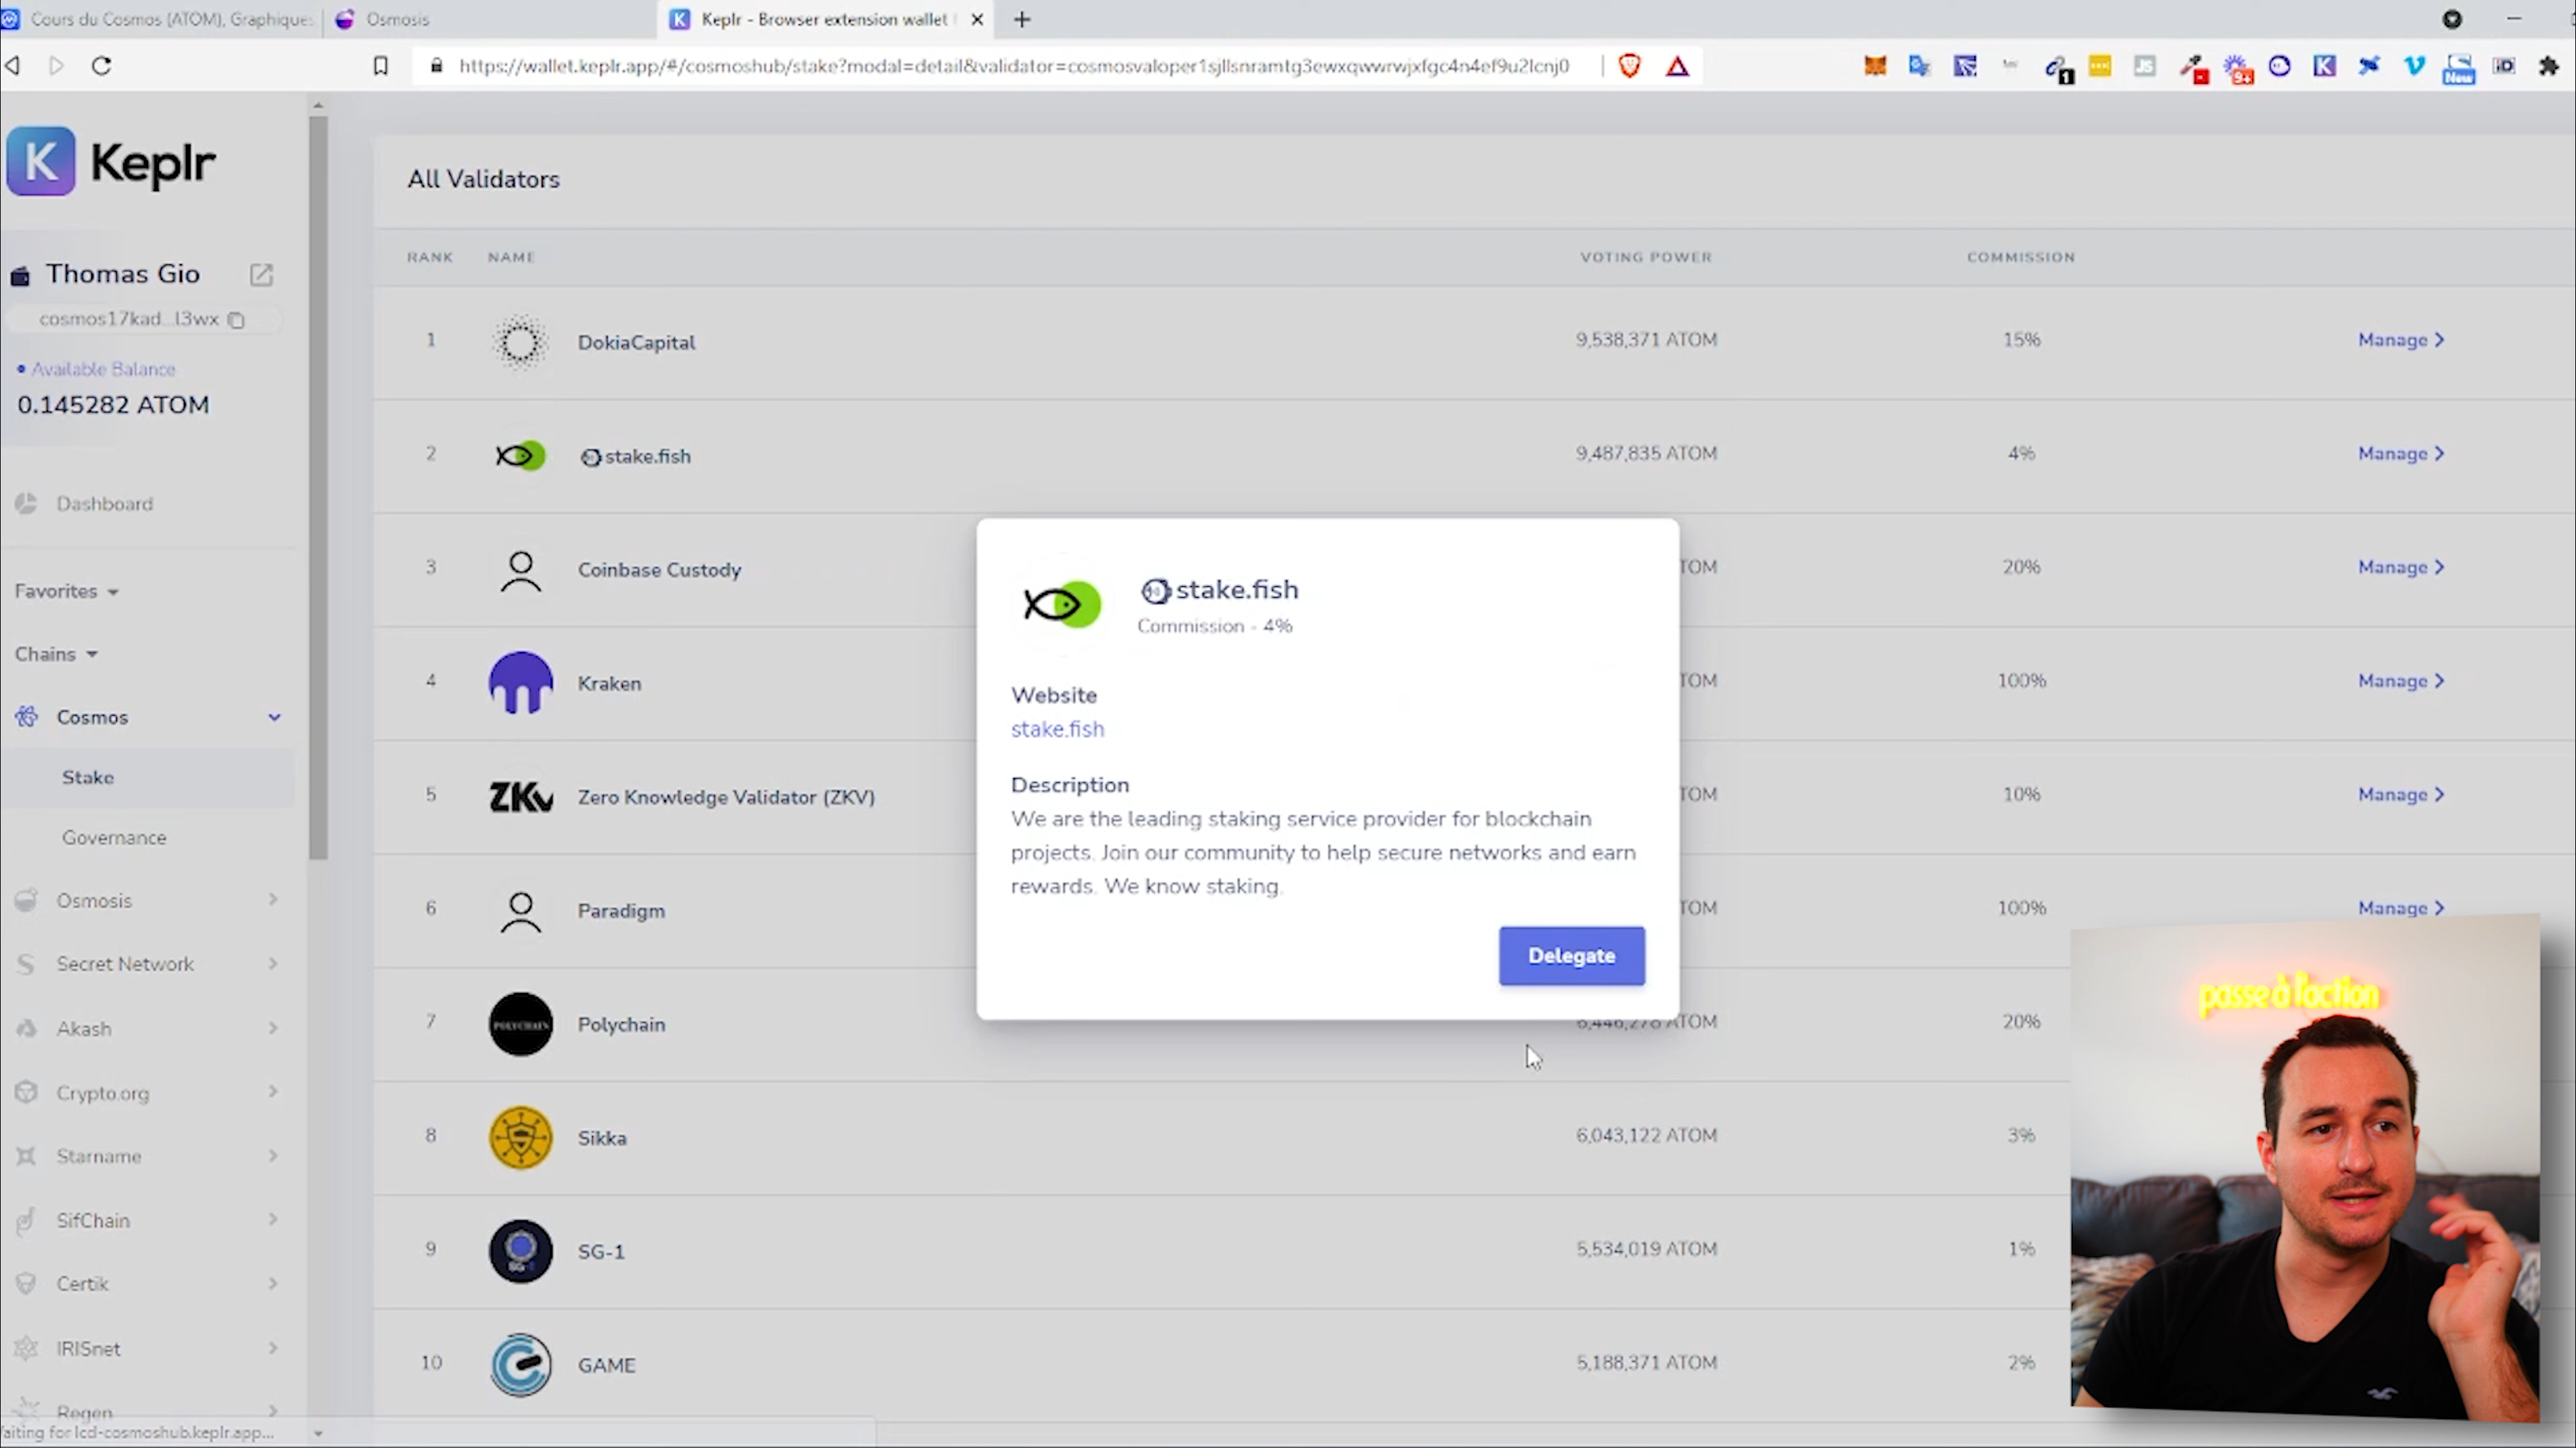 Cours du Cosmos (ATOM), Graphiques
Osmosis
Keplr - Browser extension wallet
https://wallet.keplr.app/#/cosmoshub/stake?modal=detail&validator=cosmosvaloper1sjllsnramtg3ewxqwwrwjxfgc4n4ef9u2lcnj0
Keplr
Thomas Gio
cosmos17kad...l3wx
Available Balance
0.145282 ATOM
Dashboard
Favorites
Chains
Cosmos
Stake
Governance
Osmosis
Secret Network
Akash
Crypto.org
Starname
SifChain
Certik
IRISnet
Regen
All Validators
RANK NAME VOTING POWER COMMISSION
1 DokiaCapital 9,538,371 ATOM 15% Manage
2 stake.fish 9,487,835 ATOM 4% Manage
3 Coinbase Custody TOM 20% Manage
4 Kraken TOM 100% Manage
5 ZKV Zero Knowledge Validator (ZKV) TOM 10% Manage
6 Paradigm TOM 100% Manage
7 POLYCHAIN Polychain 6,446,278 ATOM 20%
8 Sikka 6,043,122 ATOM 3%
9 SG-1 SG-1 5,534,019 ATOM 1%
10 GAME 5,188,371 ATOM 2%
stake.fish
Commission - 4%
Website
stake.fish
Description
We are the leading staking service provider for blockchain
projects. Join our community to help secure networks and earn
rewards. We know staking.
Delegate
passe à l'action
aiting for lcd-cosmoshub.keplr.app...